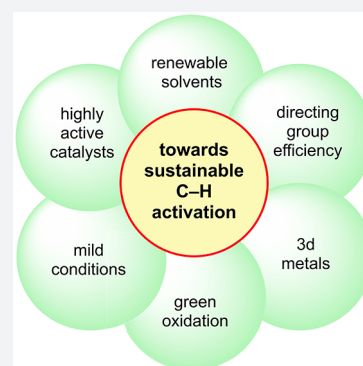 renewable
solvents
directing
group
efficiency
3d
metals
green
oxidation
mild
conditions
highly
active
catalysts
towards
sustainable
C–H
activation